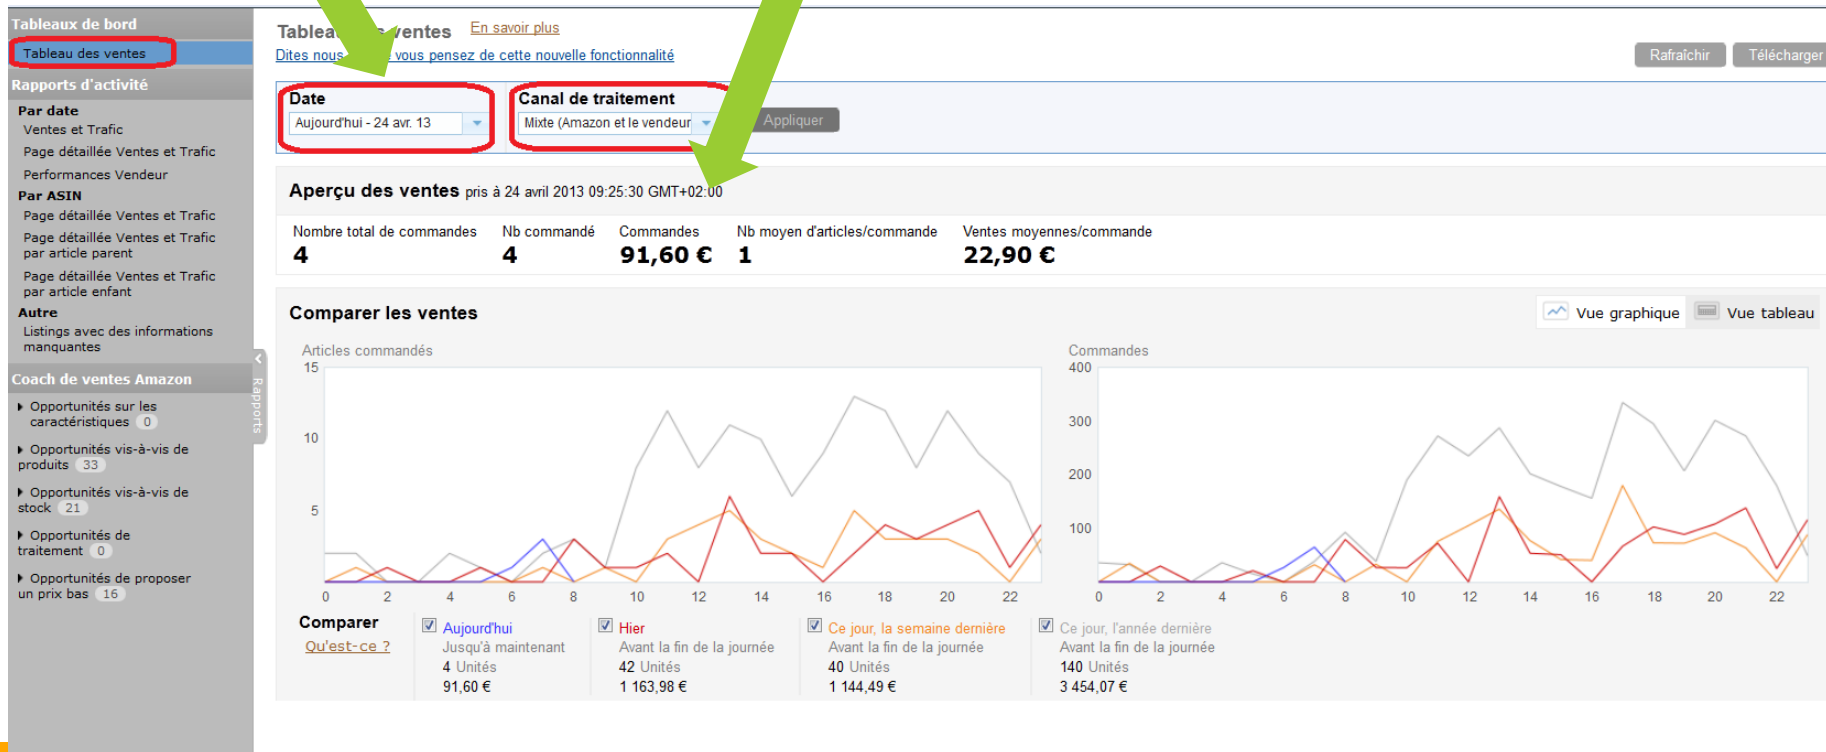 Tableaux de bord
Tableau des ventes
Rapports d'activité
Par date
Ventes et Trafic
Page détaillée Ventes et Trafic
Performances Vendeur
Par ASIN
Page détaillée Ventes et Trafic
Page détaillée Ventes et Trafic
par article parent
Page détaillée Ventes et Trafic
par article enfant
Autre
Listings avec des informations
manquantes
Coach de ventes Amazon
Opportunités sur les
caractéristiques 0
Opportunités vis-à-vis de
produits 33
Opportunités vis-à-vis de
stock 21
Opportunités de
traitement 0
Opportunités de proposer
un prix bas 16
Rapports
ventes En savoir plus
Dites nous vous pensez de cette nouvelle fonctionnalité
Rafraîchir Télécharger
Date Canal de traitement
Aujourd'hui - 24 avr. 13 Mixte (Amazon et le vendeur Appliquer
Aperçu des ventes pris à 24 avril 2013 09:25:30 GMT+02:00
Nombre total de commandes Nb commandé Commandes Nb moyen d'articles/commande Ventes moyennes/commande
4 4 91,60 € 1 22,90 €
Comparer les ventes Vue graphique Vue tableau
Articles commandés
15
10
5
0 2 4 6 8 10 12 14 16 18 20 22
Commandes
400
300
200
100
0 2 4 6 8 10 12 14 16 18 20 22
Comparer
Qu'est-ce ?
Aujourd'hui
Jusqu'à maintenant
4 Unités
91,60 €
Hier
Avant la fin de la journée
42 Unités
1 163,98 €
Ce jour, la semaine dernière
Avant la fin de la journée
40 Unités
1 144,49 €
Ce jour, l'année dernière
Avant la fin de la journée
140 Unités
3 454,07 €